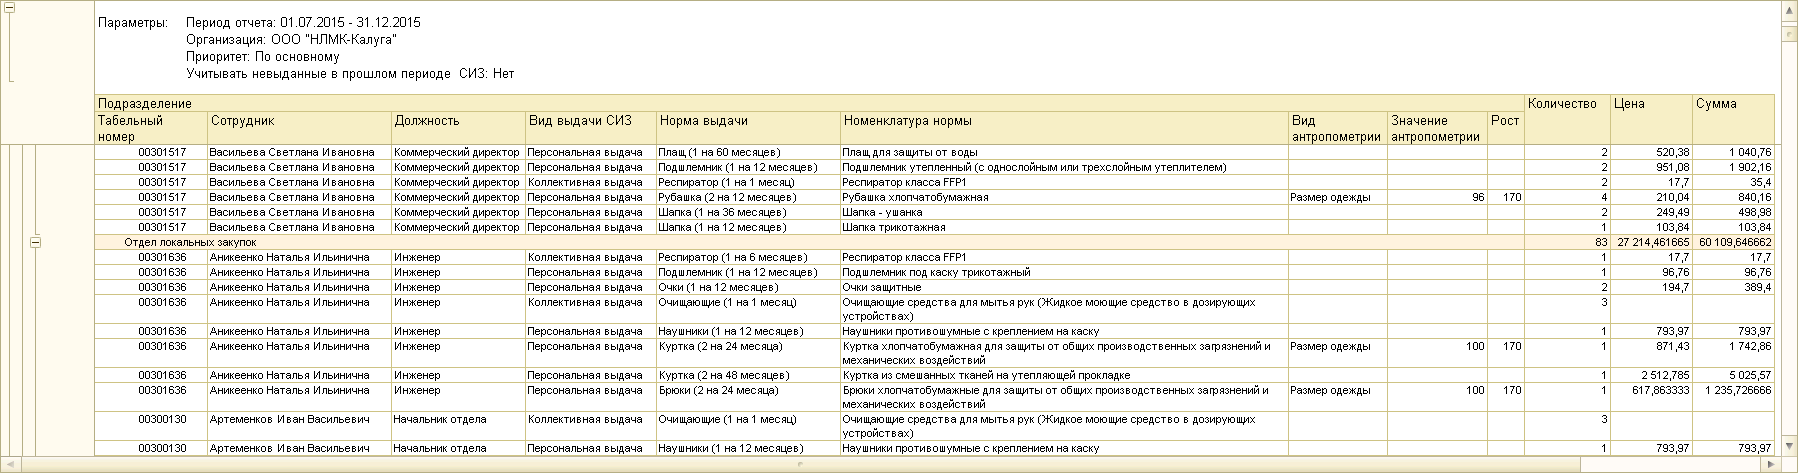 Параметры: Период отчета: 01.07.2015 - 31.12.2015
Организация: ООО "НЛМК-Калуга"
Приоритет: По основному
Учитывать невыданные в прошлом периоде СИЗ: Нет
Подразделение Количество Цена Сумма
Табельный номер Сотрудник Должность Вид выдачи СИЗ Норма выдачи Номенклатура нормы Вид антропометрии Значение антропометрии Рост
00301517 Васильева Светлана Ивановна Коммерческий директор Персональная выдача Плащ (1 на 60 месяцев) Плащ для защиты от воды 2 520,38 1 040,76
00301517 Васильева Светлана Ивановна Коммерческий директор Персональная выдача Подшлемник (1 на 12 месяцев) Подшлемник утепленный (с однослойным или трехслойным утеплителем) 2 951,08 1 902,16
00301517 Васильева Светлана Ивановна Коммерческий директор Коллективная выдача Респиратор (1 на 1 месяц) Респиратор класса FFP1 2 17,7 35,4
00301517 Васильева Светлана Ивановна Коммерческий директор Персональная выдача Рубашка (2 на 12 месяцев) Рубашка хлопчатобумажная Размер одежды 96 170 4 210,04 840,16
00301517 Васильева Светлана Ивановна Коммерческий директор Персональная выдача Шапка (1 на 36 месяцев) Шапка - ушанка 2 249,49 498,98
00301517 Васильева Светлана Ивановна Коммерческий директор Персональная выдача Шапка (1 на 12 месяцев) Шапка трикотажная 1 103,84 103,84
Отдел локальных закупок 83 27 214,461665 60 109,646662
00301636 Аникеенко Наталья Ильинична Инженер Коллективная выдача Респиратор (1 на 6 месяцев) Респиратор класса FFP1 1 17,7 17,7
00301636 Аникеенко Наталья Ильинична Инженер Персональная выдача Подшлемник (1 на 12 месяцев) Подшлемник под каску трикотажный 1 96,76 96,76
00301636 Аникеенко Наталья Ильинична Инженер Персональная выдача Очки (1 на 12 месяцев) Очки защитные 2 194,7 389,4
00301636 Аникеенко Наталья Ильинична Инженер Коллективная выдача Очищающие (1 на 1 месяц) Очищающие средства для мытья рук (Жидкое моющие средство в дозирующих 3
устройствах)
00301636 Аникеенко Наталья Ильинична Инженер Персональная выдача Наушники (1 на 12 месяцев) Наушники противошумные с креплением на каску 1 793,97 793,97
00301636 Аникеенко Наталья Ильинична Инженер Персональная выдача Куртка (2 на 24 месяца) Куртка хлопчатобумажная для защиты от общих производственных загрязнений и Размер одежды 100 170 1 871,43 1 742,86
механических воздействий
00301636 Аникеенко Наталья Ильинична Инженер Персональная выдача Куртка (2 на 48 месяцев) Куртка из смешанных тканей на утепляющей прокладке 1 2 512,785 5 025,57
00301636 Аникеенко Наталья Ильинична Инженер Персональная выдача Брюки (2 на 24 месяца) Брюки хлопчатобумажные для защиты от общих производственных загрязнений и Размер одежды 100 170 1 617,863333 1 235,726666
механических воздействий
00300130 Артеменков Иван Васильевич Начальник отдела Коллективная выдача Очищающие (1 на 1 месяц) Очищающие средства для мытья рук (Жидкое моющие средство в дозирующих 3
устройствах)
00300130 Артеменков Иван Васильевич Начальник отдела Персональная выдача Наушники (1 на 12 месяцев) Наушники противошумные с креплением на каску 1 793,97 793,97